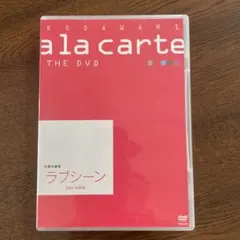 KODAWARI
a la carte
THE DVD
ラブシーン
DVD